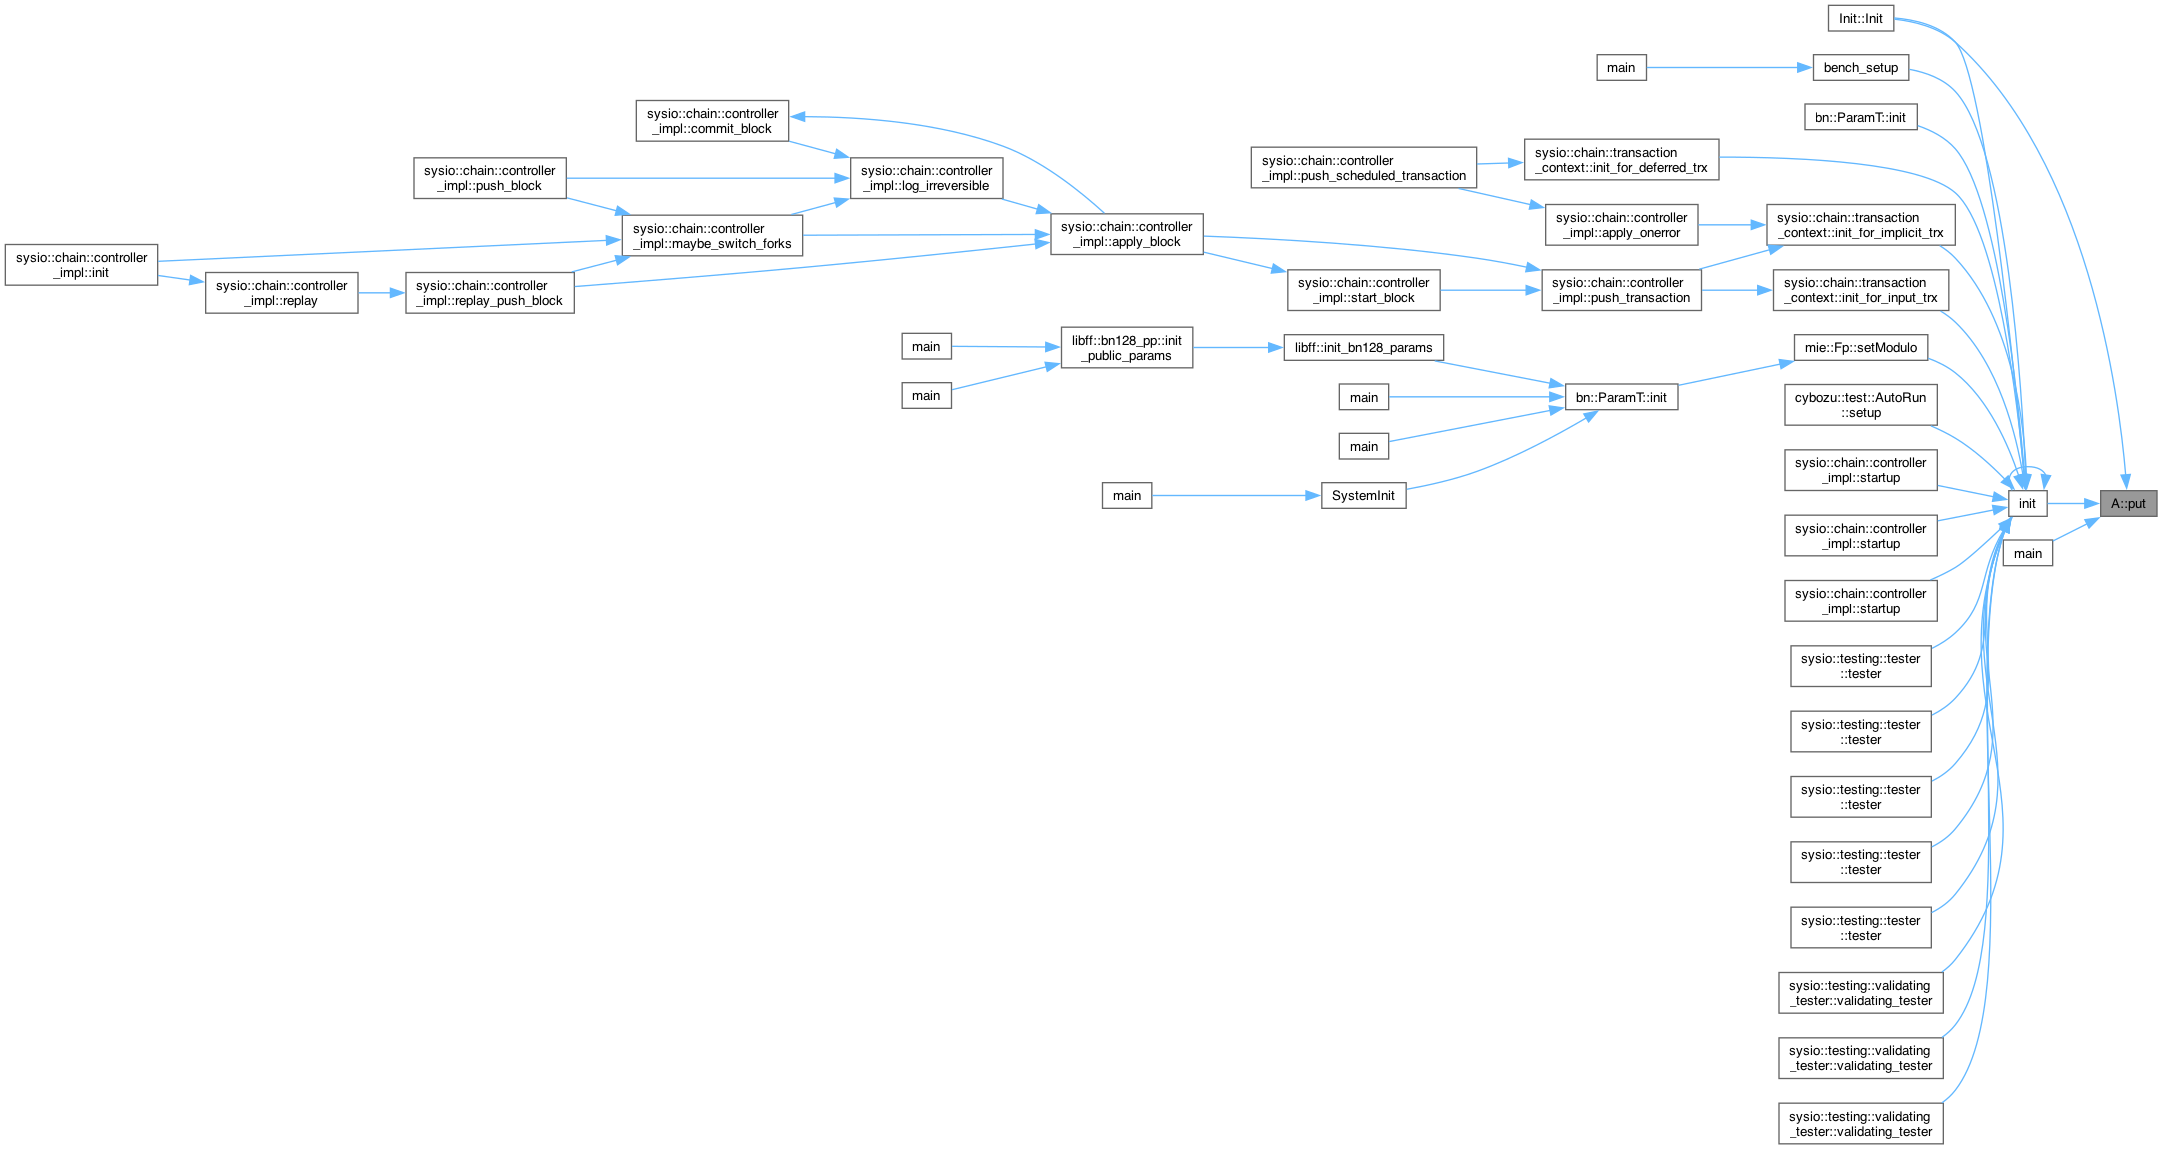 Init::Init
main
bench_setup
sysio::chain::controller
_impl::commit_block
bn::ParamT::init
sysio::chain::controller
_impl::push_block
sysio::chain::controller
_impl::log_irreversible
sysio::chain::controller
_impl::push_scheduled_transaction
sysio::chain::transaction
_context::init_for_deferred_trx
sysio::chain::controller
_impl::init
sysio::chain::controller
_impl::maybe_switch_forks
sysio::chain::controller
_impl::apply_block
sysio::chain::controller
_impl::apply_onerror
sysio::chain::transaction
_context::init_for_implicit_trx
sysio::chain::controller
_impl::replay
sysio::chain::controller
_impl::replay_push_block
sysio::chain::controller
_impl::start_block
sysio::chain::controller
_impl::push_transaction
sysio::chain::transaction
_context::init_for_input_trx
main
libff::bn128_pp::init
_public_params
libff::init_bn128_params
mie::Fp::setModulo
main
main
bn::ParamT::init
cybozu::test::AutoRun
::setup
main
sysio::chain::controller
_impl::startup
main
SystemInit
init
A::put
sysio::chain::controller
_impl::startup
main
sysio::chain::controller
_impl::startup
sysio::testing::tester
::tester
sysio::testing::tester
::tester
sysio::testing::tester
::tester
sysio::testing::tester
::tester
sysio::testing::tester
::tester
sysio::testing::validating
_tester::validating_tester
sysio::testing::validating
_tester::validating_tester
sysio::testing::validating
_tester::validating_tester